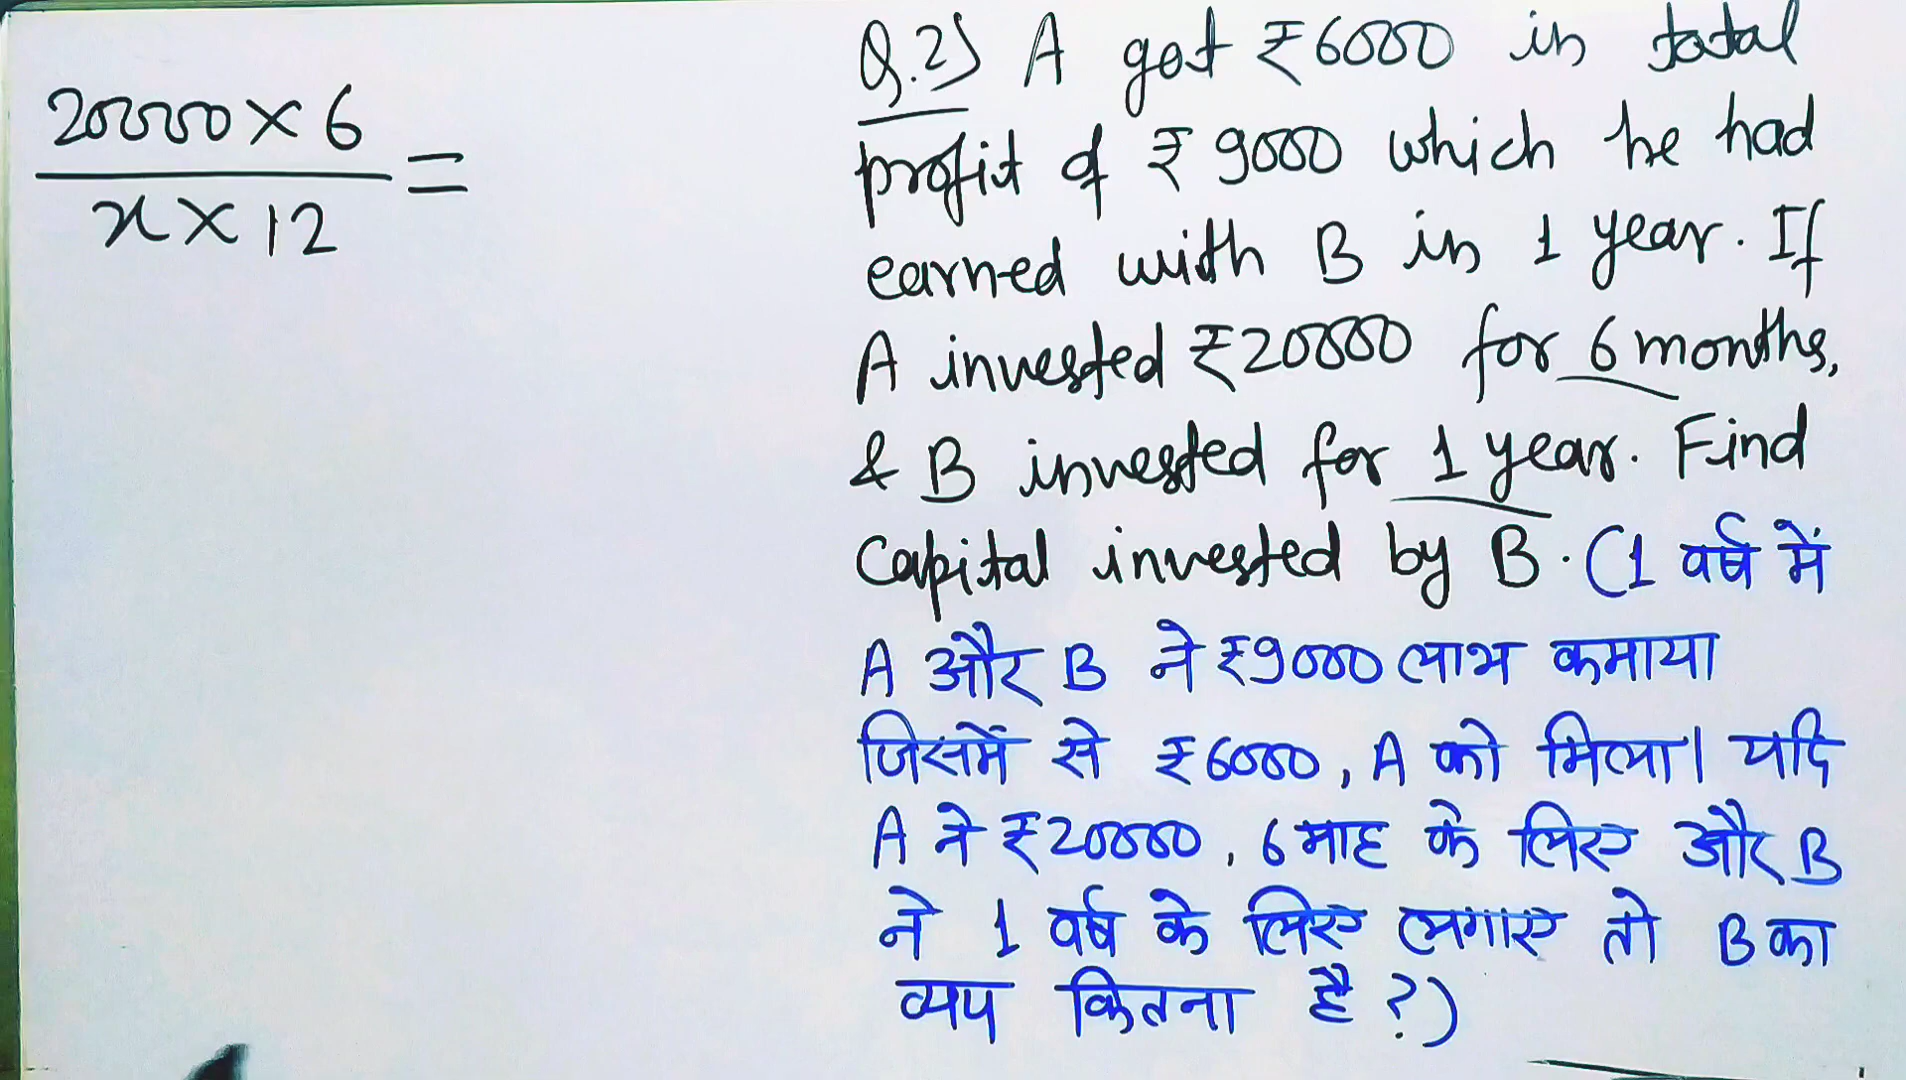 20000 × 6
x × 12
=
Q.2) A got ₹6000 in total
profit of ₹9000 which he had
earned with B in 1 year. If
A invested ₹20000 for 6 months,
& B invested for 1 year. Find
Capital invested by B. (1 वर्ष में
A और B ने ₹9000 लाभ कमाया
जिसमें से ₹6000, A को मिला। यदि
A ने ₹20000, 6 माह के लिए और B
ने 1 वर्ष के लिए लगाए तो B का
व्यय कितना है?)